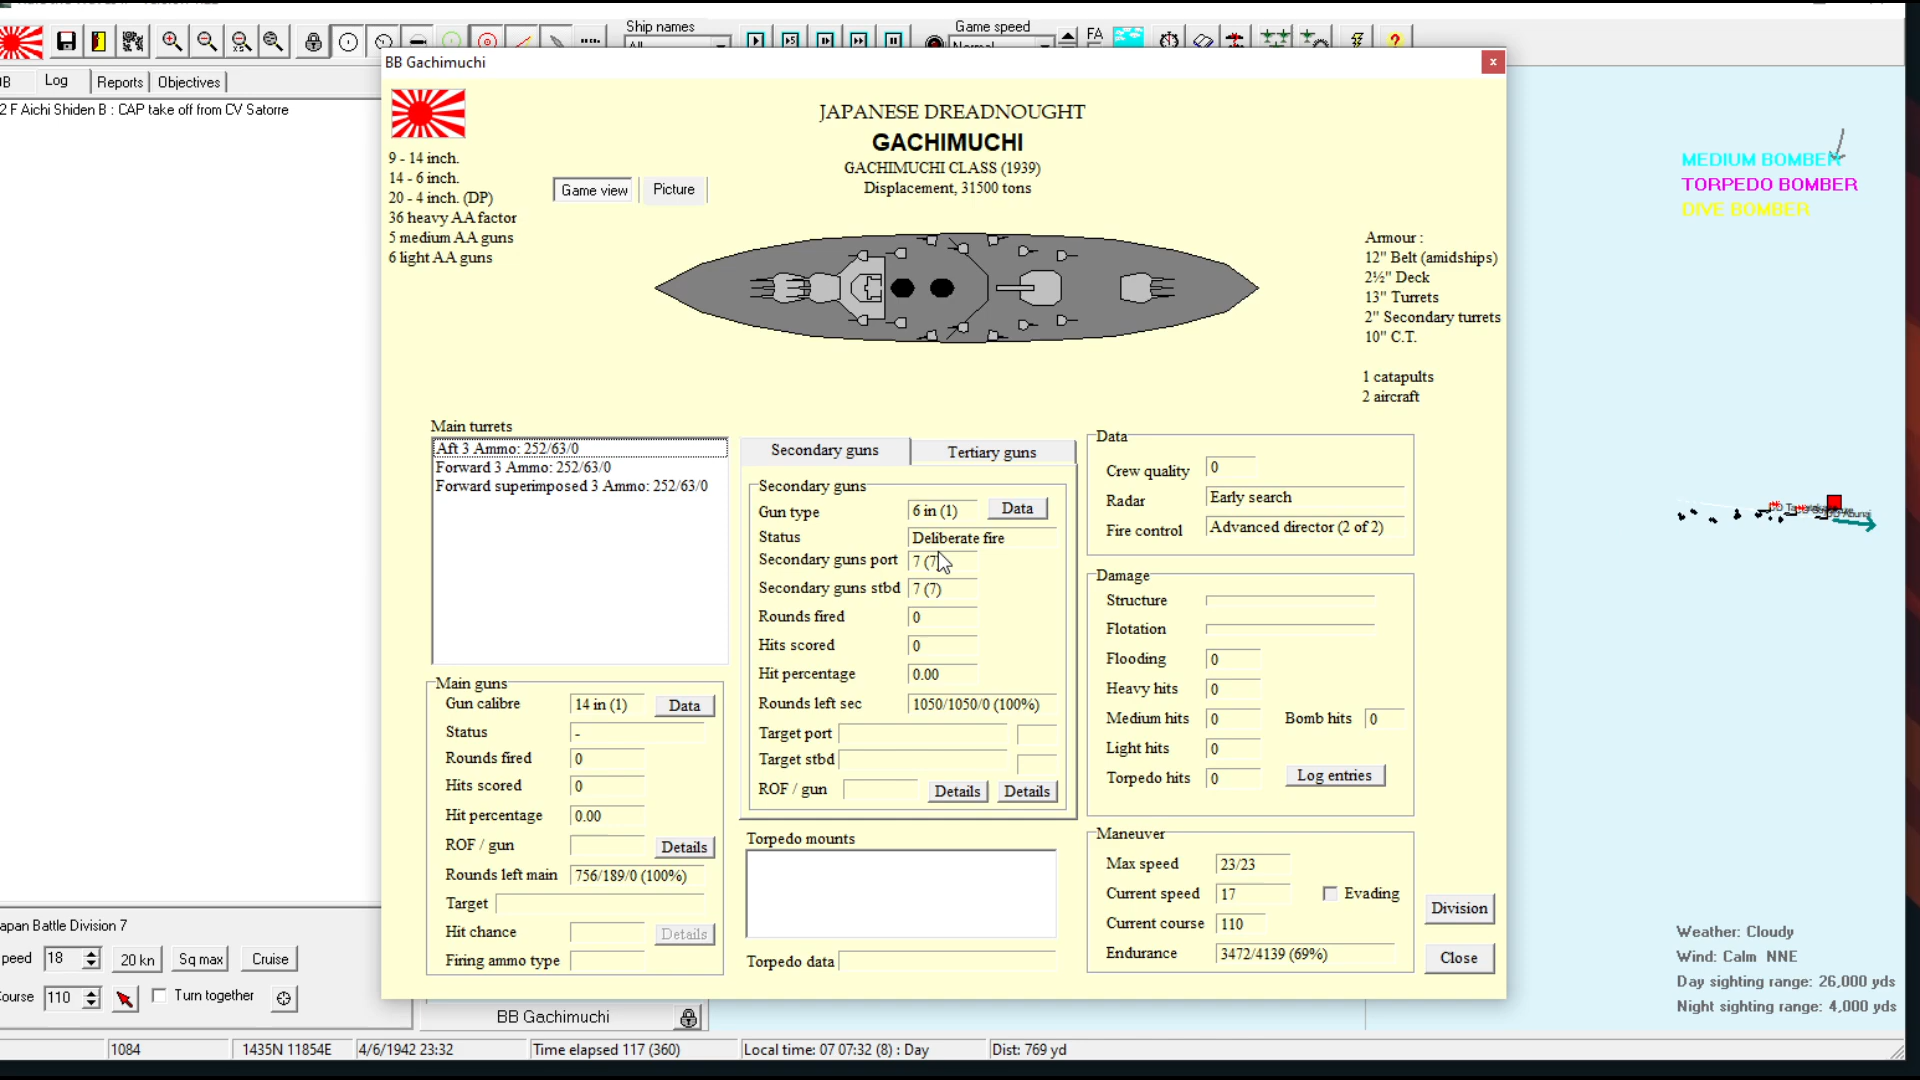 Ship names
Game speed
FA
BB Gachimuchi
x
Log
Reports
Objectives
2 F Aichi Shiden B : CAP take off from CV Satorre
JAPANESE DREADNOUGHT
GACHIMUCHI
GACHIMUCHI CLASS (1939)
Displacement, 31500 tons
9 - 14 inch.
14 - 6 inch.
20 - 4 inch. (DP)
36 heavy AA factor
5 medium AA guns
6 light AA guns
Game view
Picture
MEDIUM BOMBER
TORPEDO BOMBER
DIVE BOMBER
Armour :
12" Belt (amidships)
2½" Deck
13" Turrets
2" Secondary turrets
10" C.T.
1 catapults
2 aircraft
Main turrets
Aft 3 Ammo: 252/63/0
Forward 3 Ammo: 252/63/0
Forward superimposed 3 Ammo: 252/63/0
Secondary guns
Tertiary guns
Secondary guns
Gun type 6 in (1) Data
Status Deliberate fire
Secondary guns port 7 (7
Secondary guns stbd 7 (7)
Rounds fired 0
Hits scored 0
Hit percentage 0.00
Rounds left sec 1050/1050/0 (100%)
Target port
Target stbd
ROF / gun Details Details
Data
Crew quality 0
Radar Early search
Fire control Advanced director (2 of 2)
Damage
Structure
Flotation
Flooding 0
Heavy hits 0
Medium hits 0 Bomb hits 0
Light hits 0
Torpedo hits 0 Log entries
Main guns
Gun calibre 14 in (1) Data
Status -
Rounds fired 0
Hits scored 0
Hit percentage 0.00
ROF / gun Details
Rounds left main 756/189/0 (100%)
Target
Hit chance Details
Firing ammo type
Torpedo mounts
Torpedo data
Maneuver
Max speed 23/23
Current speed 17 Evading
Current course 110
Endurance 3472/4139 (69%)
Division
Close
apan Battle Division 7
peed 18 20 kn Sq max Cruise
ourse 110 Turn together
BB Gachimuchi
Weather: Cloudy
Wind: Calm NNE
Day sighting range: 26,000 yds
Night sighting range: 4,000 yds
1084
1435N 11854E
4/6/1942 23:32
Time elapsed 117 (360)
Local time: 07 07:32 (8) : Day
Dist: 769 yd